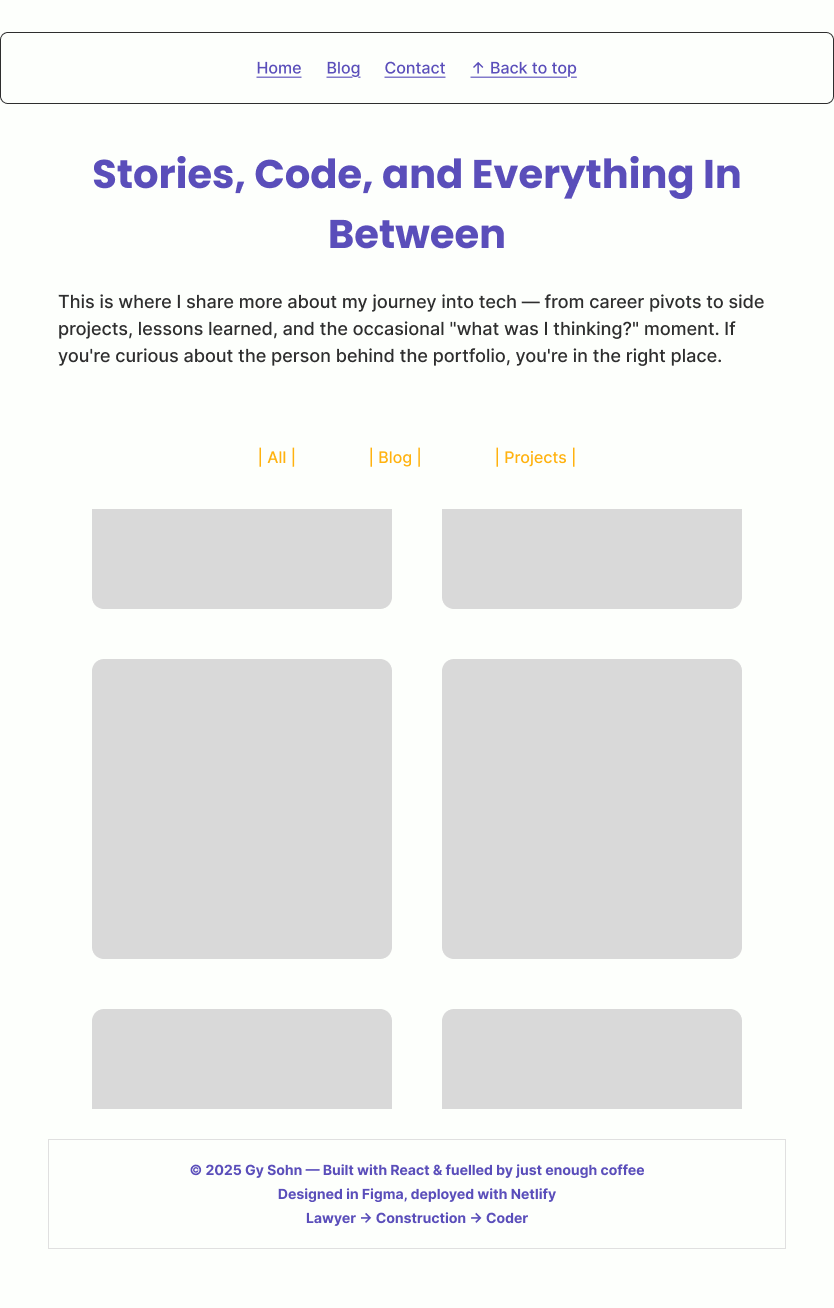 Home Blog Contact ↑ Back to top
Stories, Code, and Everything In
Between
This is where I share more about my journey into tech — from career pivots to side
projects, lessons learned, and the occasional "what was I thinking?" moment. If
you're curious about the person behind the portfolio, you're in the right place.
| All | | Blog | | Projects |
© 2025 Gy Sohn — Built with React & fuelled by just enough coffee
Designed in Figma, deployed with Netlify
Lawyer → Construction → Coder